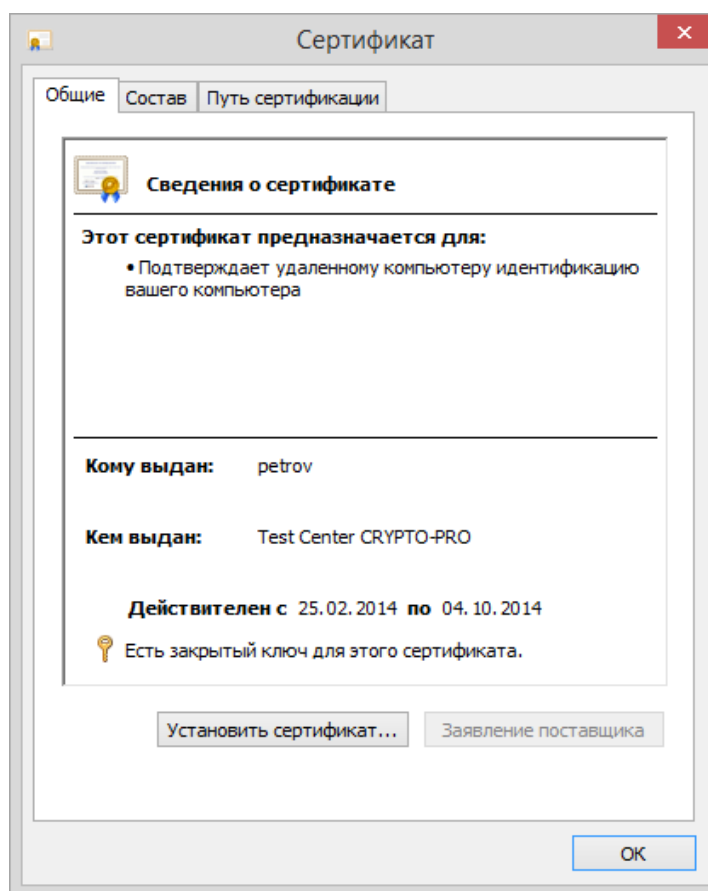 Сертификат
Общие Состав Путь сертификации
Сведения о сертификате
Этот сертификат предназначается для:
• Подтверждает удаленному компьютеру идентификацию
вашего компьютера
Кому выдан: petrov
Кем выдан: Test Center CRYPTO-PRO
Действителен с 25.02.2014 по 04.10.2014
Есть закрытый ключ для этого сертификата.
Установить сертификат... Заявление поставщика
ОК